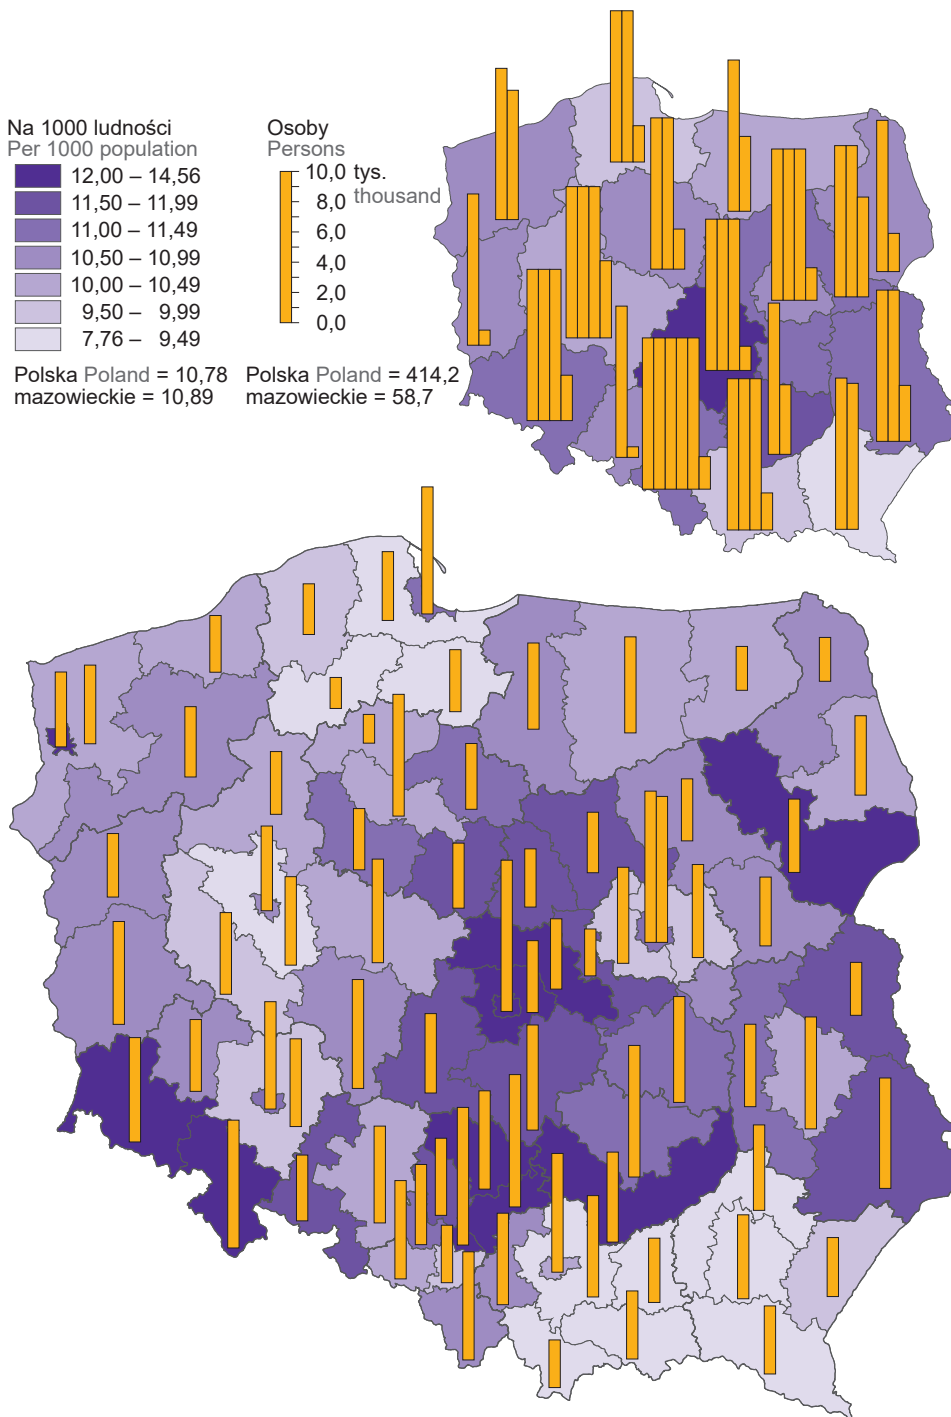 Na 1000 ludności
Per 1000 population
12,00 – 14,56
11,50 – 11,99
11,00 – 11,49
10,50 – 10,99
10,00 – 10,49
9,50 – 9,99
7,76 – 9,49
Osoby
Persons
10,0 tys.
thousand
8,0
6,0
4,0
2,0
0,0
Polska Poland = 10,78
mazowieckie = 10,89
Polska Poland = 414,2
mazowieckie = 58,7